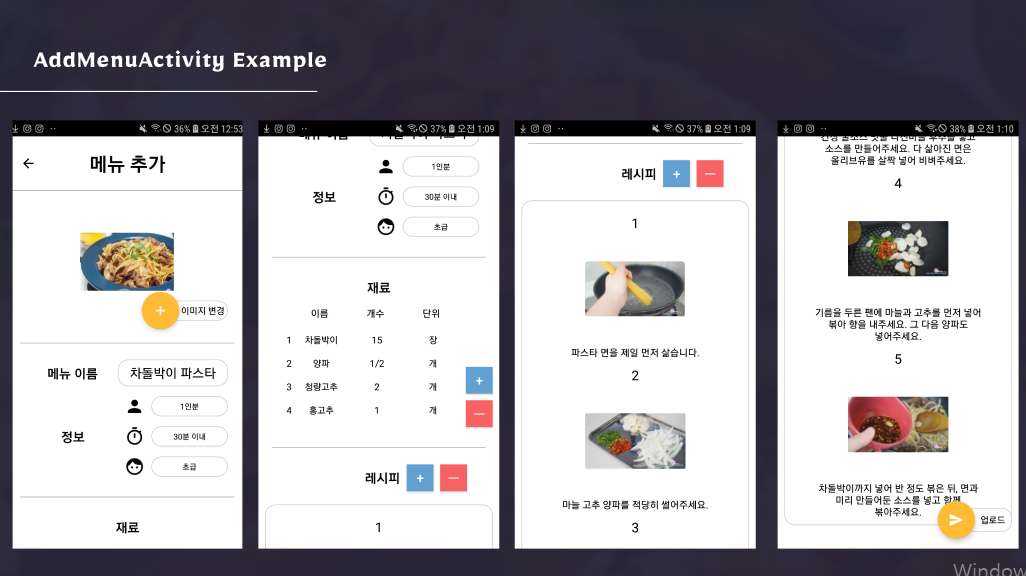 AddMenuActivity Example
36% 오전 12:53
메뉴 추가
이미지 변경
메뉴 이름
차돌박이 파스타
1인분
정보
30분 이내
초급
재료
37% 오전 1:09
1인분
정보
30분 이내
초급
재료
이름 개수 단위
1 차돌박이 15 장
2 양파 1/2 개
3 청량고추 2 개
4 홍고추 1 개
+
—
레시피 + —
1
37% 오전 1:09
레시피 + —
1
파스타 면을 제일 먼저 삶습니다.
2
마늘 고추 양파를 적당히 썰어주세요.
3
38% 오전 1:10
소스를 만들어주세요. 다 삶아진 면은
올리브유를 살짝 넣어 비벼주세요.
4
기름을 두른 팬에 마늘과 고추를 먼저 넣어
볶아 향을 내주세요. 그 다음 양파도
넣어주세요.
5
차돌박이까지 넣어 반 정도 볶은 뒤, 면과
미리 만들어둔 소스를 넣고 함께
볶아주세요.
업로드
Window